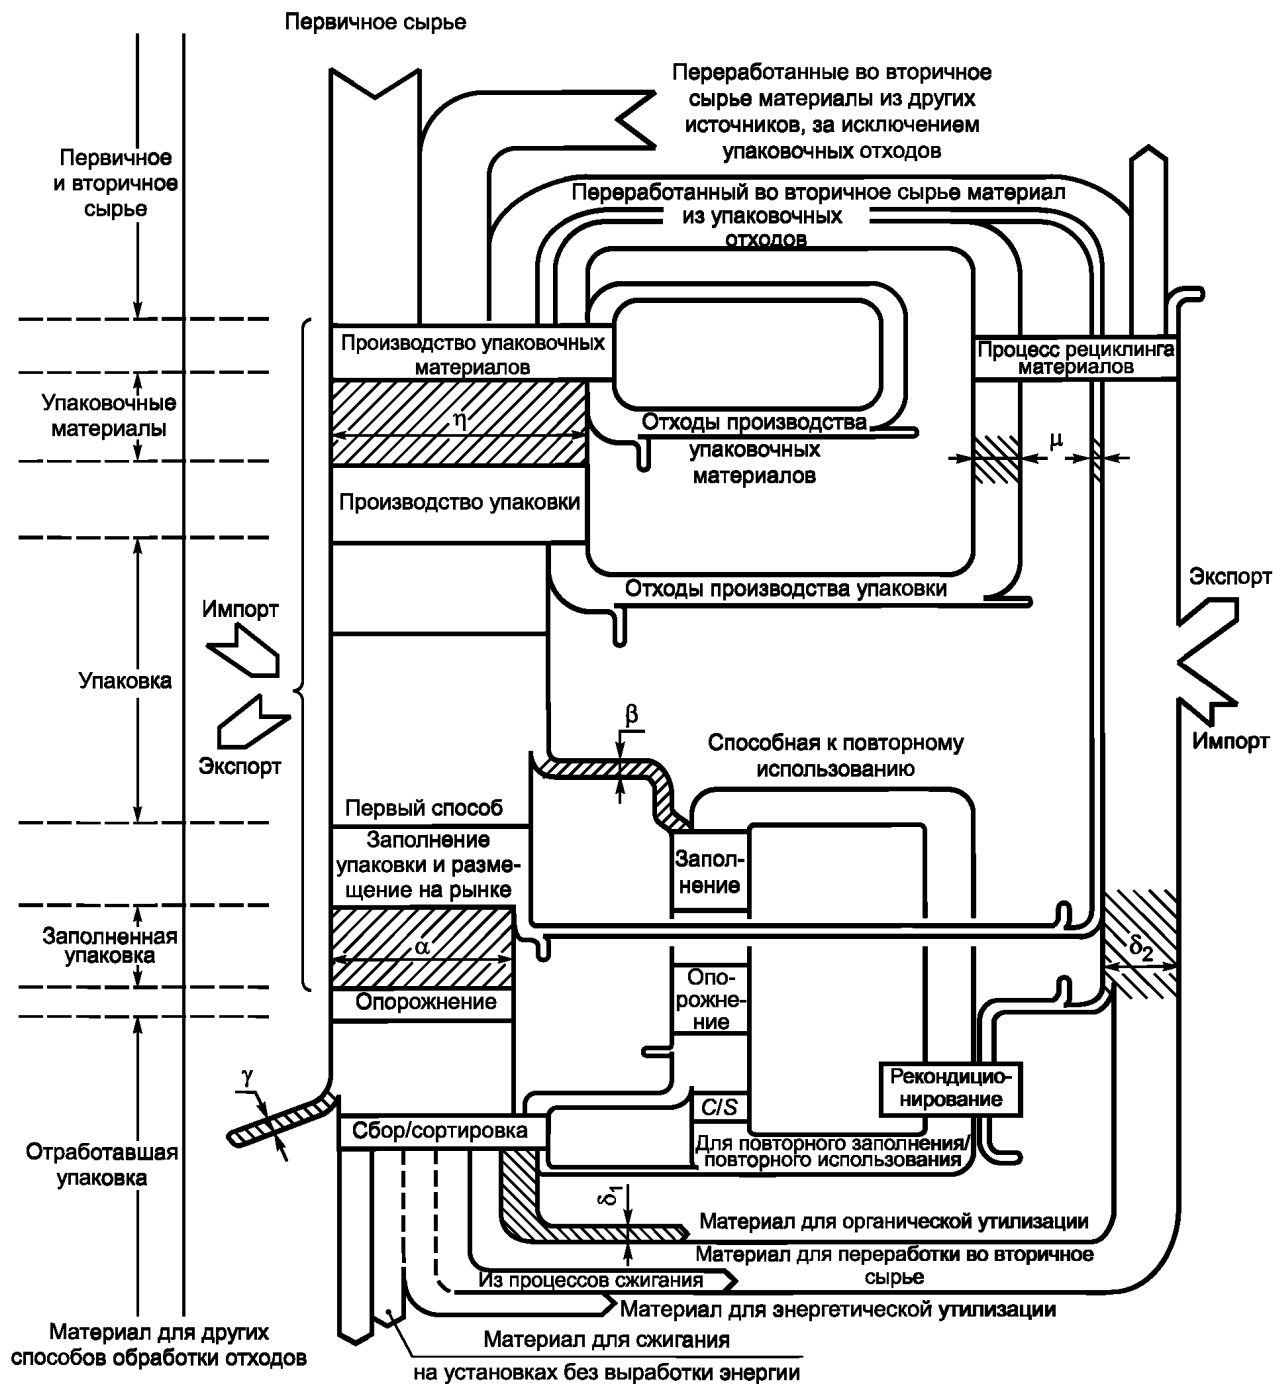 Первичное сырье
Переработанные во вторичное
сырье материалы из других
источников, за исключением
упаковочных отходов
Первичное
и вторичное
сырье
Переработанный во вторичное сырье материал
из упаковочных
отходов
Производство упаковочных
материалов
Процесс рециклинга
материалов
Упаковочные
материалы
η
Отходы производства
упаковочных
материалов
μ
Производство упаковки
Отходы производства упаковки
Экспорт
Импорт
Упаковка
Экспорт
Импорт
β
Способная к повторному
использованию
Первый способ
Заполнение
упаковки и разме-
щение на рынке
Запол-
нение
Заполненная
упаковка
α
δ2
Опорожнение
Опо-
рожне-
ние
γ
Рекондицио-
нирование
C/S
Сбор/сортировка
Для повторного заполнения/
повторного использования
Отработавшая
упаковка
δ1
Материал для органической утилизации
Материал для переработки во вторичное
сырье
Из процессов сжигания
Материал для энергетической утилизации
Материал для других
способов обработки отходов
Материал для сжигания
на установках без выработки энергии